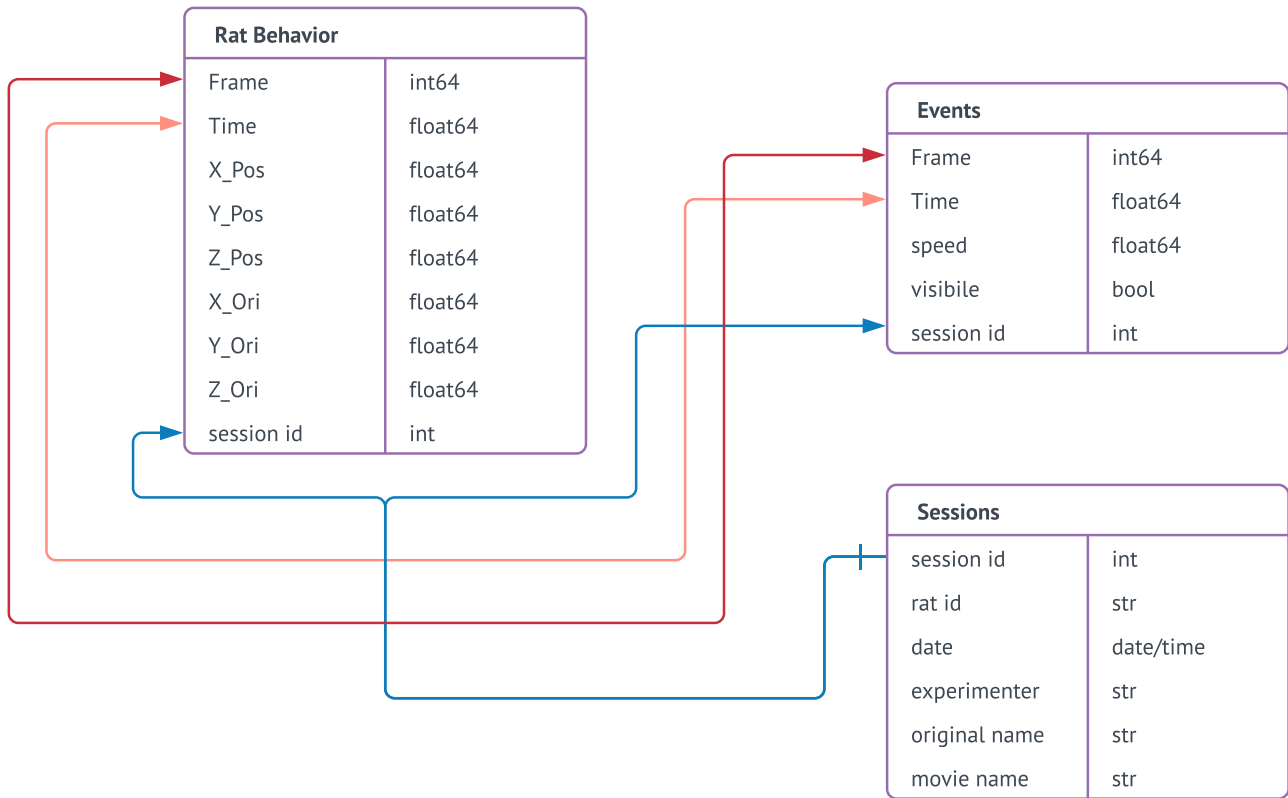 Rat Behavior
Frame int64
Time float64
X_Pos float64
Y_Pos float64
Z_Pos float64
X_Ori float64
Y_Ori float64
Z_Ori float64
session id int
Events
Frame int64
Time float64
speed float64
visibile bool
session id int
Sessions
session id int
rat id str
date date/time
experimenter str
original name str
movie name str